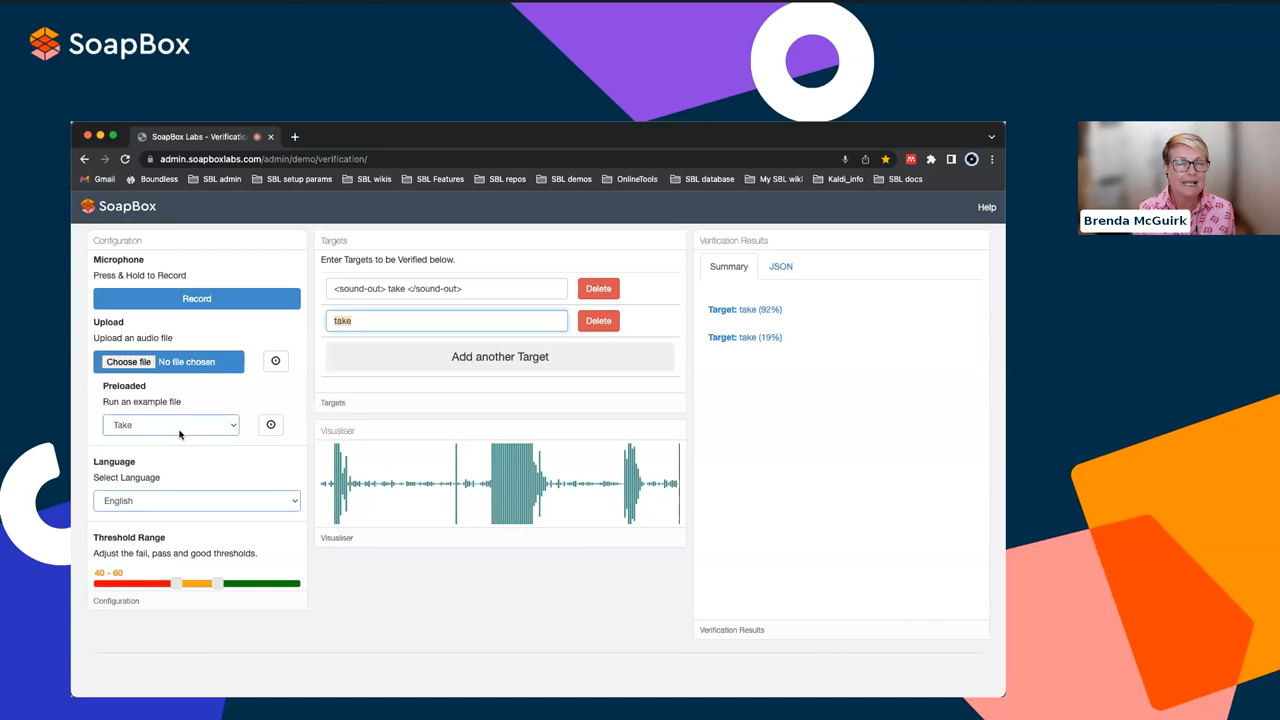 SoapBox
SoapBox Labs - Verificati
admin.soapboxlabs.com/admin/demo/verification/
Gmail
Boundless
SBL admin
SBL setup params
SBL wikis
SBL Features
SBL repos
SBL demos
OnlineTools
SBL database
My SBL wiki
Kaldi_info
SBL docs
SoapBox
Help
Configuration
Microphone
Press & Hold to Record
Record
Upload
Upload an audio file
Choose file No file chosen
Preloaded
Run an example file
Take
Language
Select Language
English
Threshold Range
Adjust the fail, pass and good thresholds.
40 - 60
Configuration
Targets
Enter Targets to be Verified below.
<sound-out> take </sound-out>
Delete
take
Delete
Add another Target
Targets
Visualiser
Visualiser
Verification Results
Summary
JSON
Target: take (92%)
Target: take (19%)
Verification Results
Brenda McGuirk